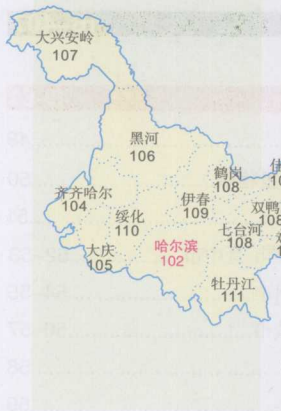 大兴安岭
107
黑河
106
鹤岗
108
齐齐哈尔
104
伊春
109
双鸭
108
绥化
110
七台河
108
大庆
105
哈尔滨
102
牡丹江
111